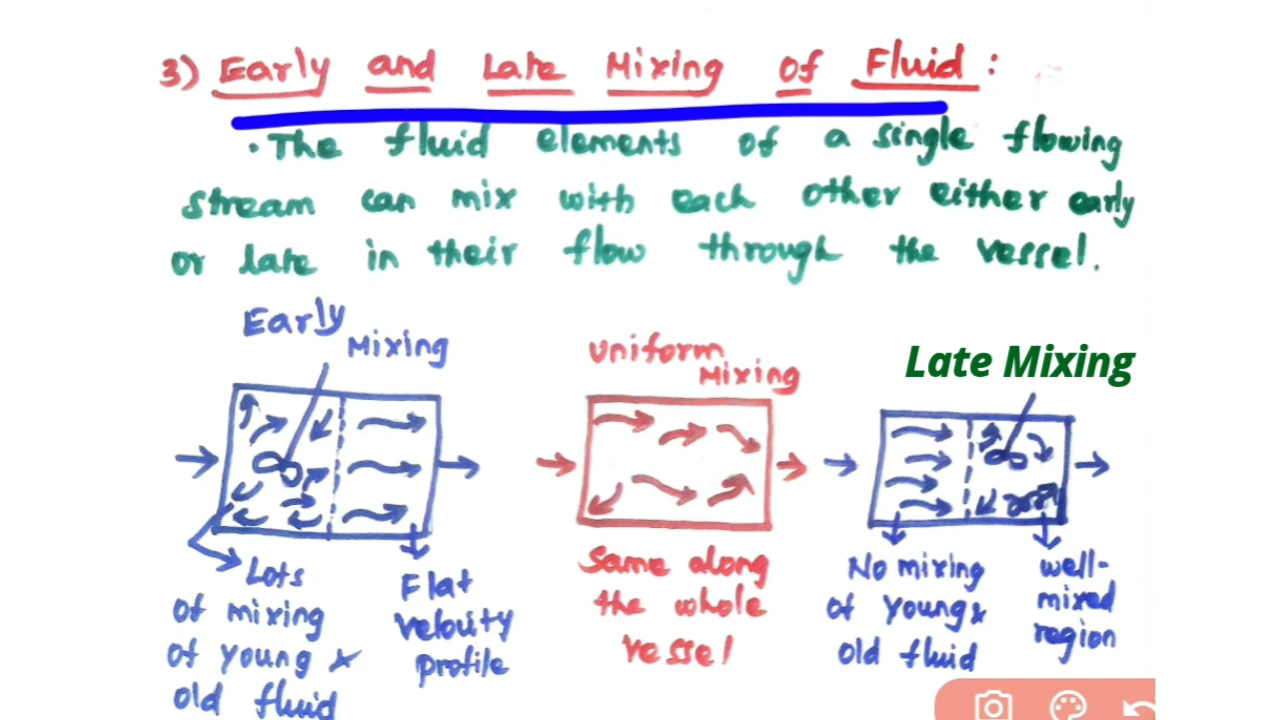 3) Early and Late Mixing of Fluid :
• The fluid elements of a single flowing
stream can mix with each other either early
or late in their flow through the vessel.
Early
Mixing
Uniform
Mixing
Late Mixing
Lots
of mixing
of young &
old fluid
Flat
velocity
profile
Same along
the whole
vessel
No mixing
of young &
old fluid
well-
mixed
region